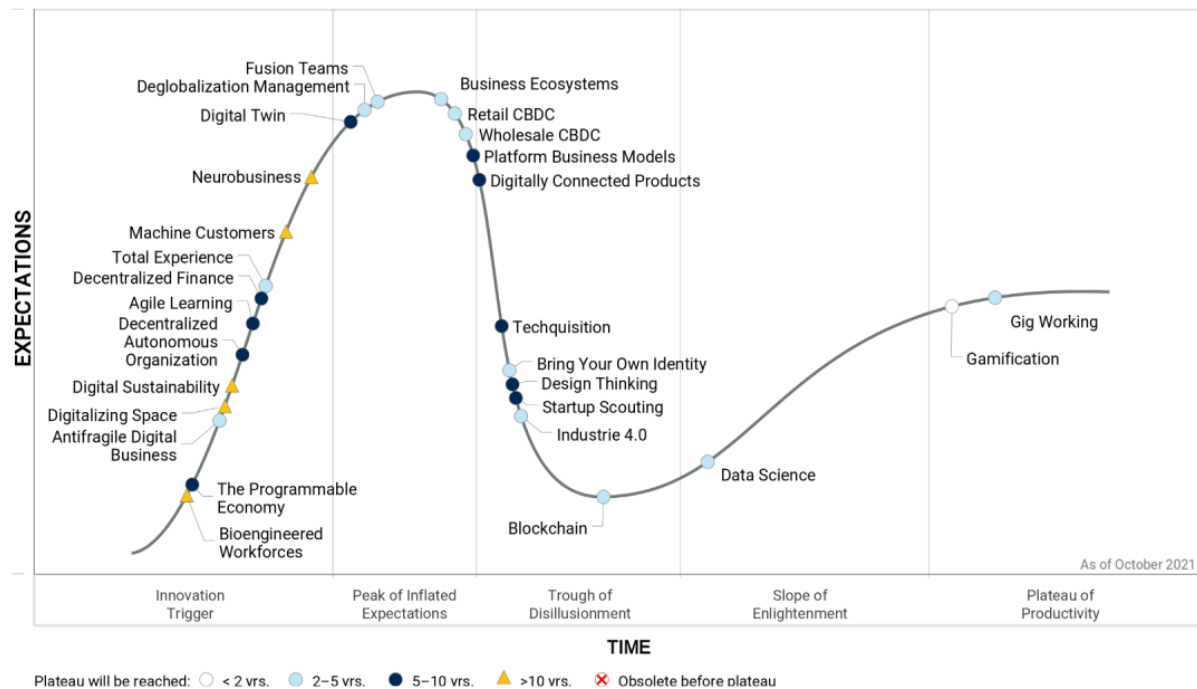 EXPECTATIONS
Fusion Teams
Deglobalization Management
Digital Twin
Neurobusiness
Machine Customers
Total Experience
Decentralized Finance
Agile Learning
Decentralized
Autonomous
Organization
Digital Sustainability
Digitalizing Space
Antifragile Digital
Business
The Programmable
Economy
Bioengineered
Workforces
Business Ecosystems
Retail CBDC
Wholesale CBDC
Platform Business Models
Digitally Connected Products
Techquisition
Bring Your Own Identity
Design Thinking
Startup Scouting
Industrie 4.0
Blockchain
Data Science
Gig Working
Gamification
As of October 2021
Innovation
Trigger
Peak of Inflated
Expectations
Trough of
Disillusionment
Slope of
Enlightenment
Plateau of
Productivity
TIME
Plateau will be reached: < 2 yrs. 2–5 yrs. 5–10 yrs. >10 yrs. Obsolete before plateau